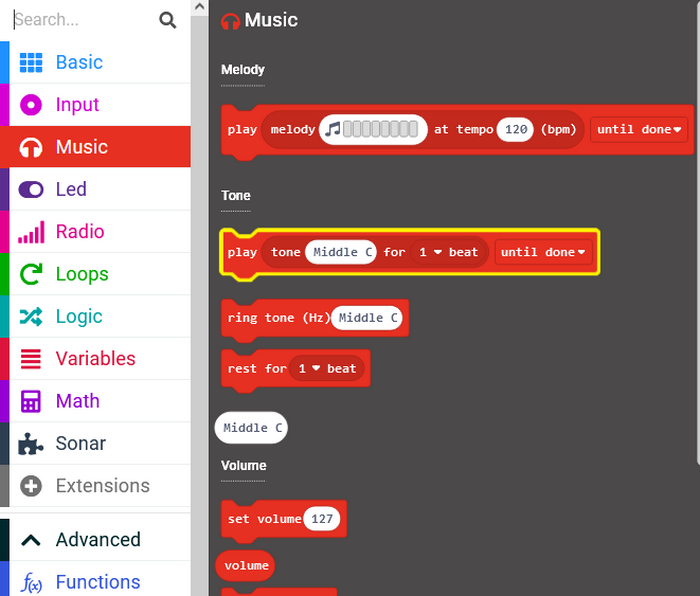 Search...
Basic
Input
Music
Led
Radio
Loops
Logic
Variables
Math
Sonar
Extensions
Advanced
f(x) Functions
Music
Melody
play melody at tempo 120 (bpm) until done
Tone
play tone Middle C for 1 beat until done
ring tone (Hz) Middle C
rest for 1 beat
Middle C
Volume
set volume 127
volume